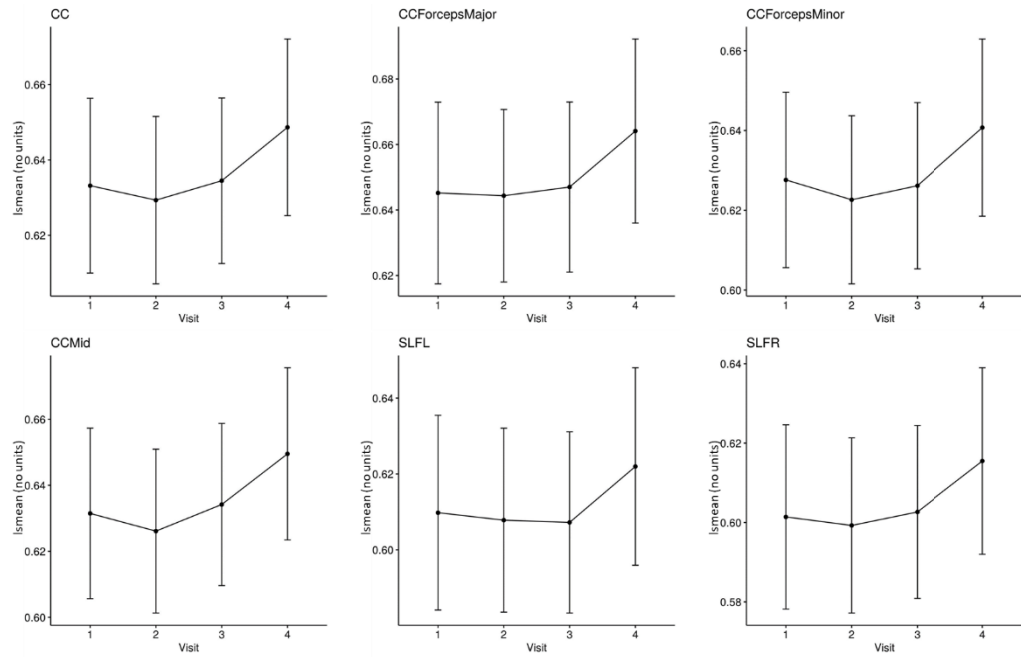 CC
lsmean (no units)
0.66
0.64
0.62
1 2 3 4
Visit
CCForcepsMajor
lsmean (no units)
0.68
0.66
0.64
0.62
1 2 3 4
Visit
CCForcepsMinor
lsmean (no units)
0.66
0.64
0.62
0.60
1 2 3 4
Visit
CCMid
lsmean (no units)
0.66
0.64
0.62
0.60
1 2 3 4
Visit
SLFL
lsmean (no units)
0.64
0.62
0.60
1 2 3 4
Visit
SLFR
lsmean (no units)
0.64
0.62
0.60
0.58
1 2 3 4
Visit